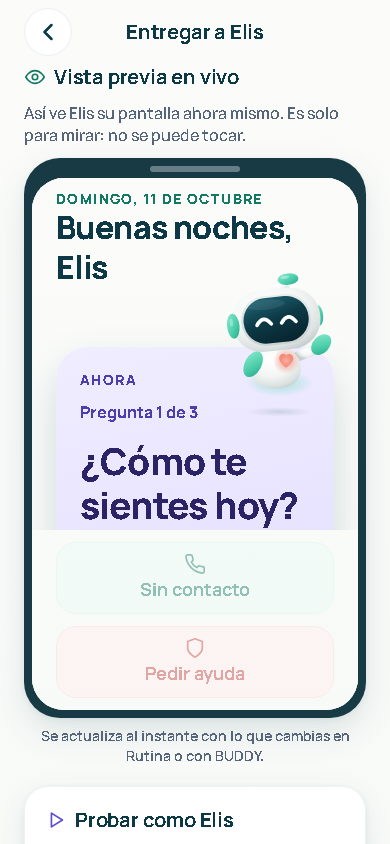 Entregar a Elis
Vista previa en vivo
Así ve Elis su pantalla ahora mismo. Es solo
para mirar: no se puede tocar.
DOMINGO, 11 DE OCTUBRE
Buenas noches,
Elis
AHORA
Pregunta 1 de 3
¿Cómo te
sientes hoy?
Sin contacto
Pedir ayuda
Se actualiza al instante con lo que cambias en
Rutina o con BUDDY.
Probar como Elis